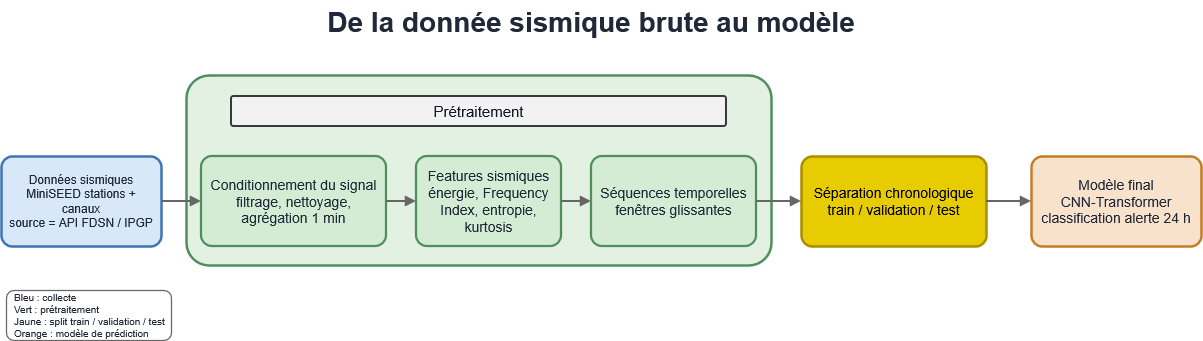 De la donnée sismique brute au modèle
Prétraitement
Données sismiques
MiniSEED stations +
canaux
source = API FDSN / IPGP
Conditionnement du signal
filtrage, nettoyage,
agrégation 1 min
Features sismiques
énergie, Frequency
Index, entropie,
kurtosis
Séquences temporelles
fenêtres glissantes
Séparation chronologique
train / validation / test
Modèle final
CNN-Transformer
classification alerte 24 h
Bleu : collecte
Vert : prétraitement
Jaune : split train / validation / test
Orange : modèle de prédiction